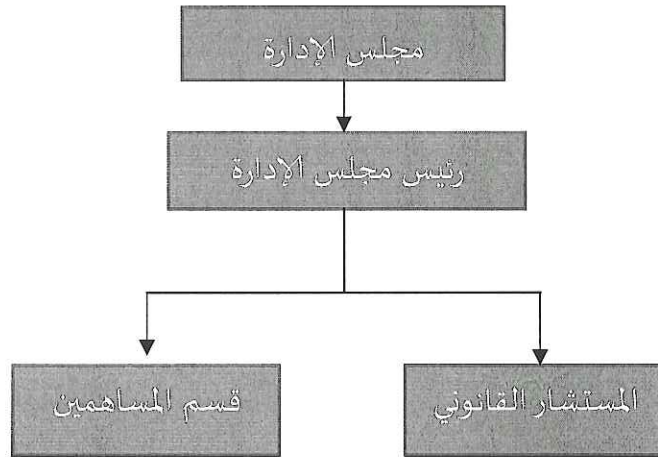 مجلس الإدارة
رئيس مجلس الإدارة
المستشار القانوني
قسم المساهمين